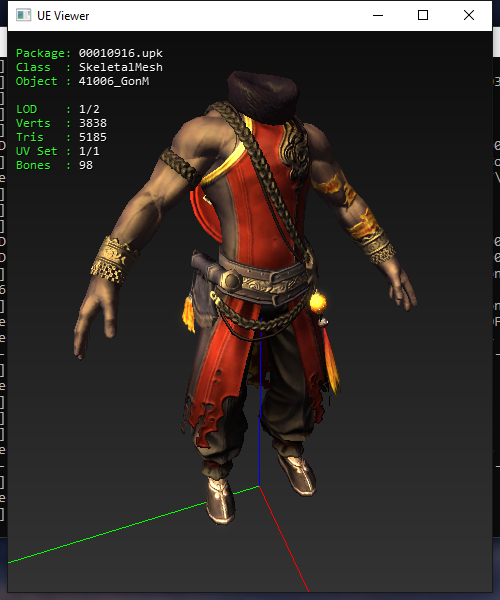 UE Viewer
Package: 00010916.upk
Class : SkeletalMesh
Object : 41006_GonM
LOD : 1/2
Verts : 3838
Tris : 5185
UV Set : 1/1
Bones : 98